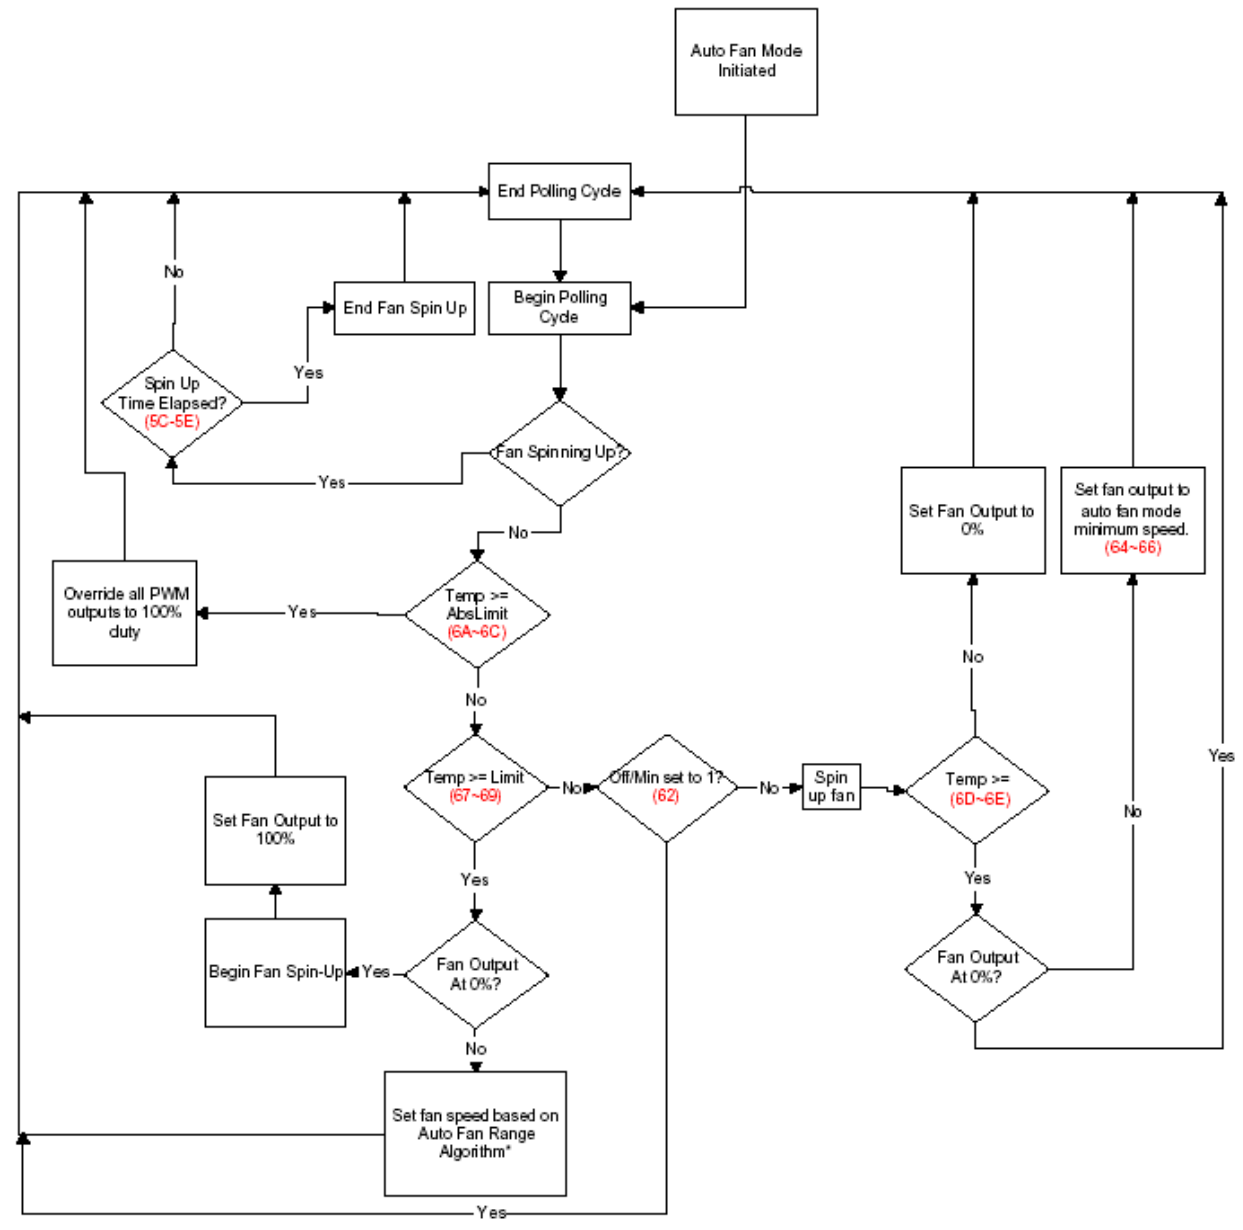 Auto Fan Mode
Initiated
End Polling Cycle
No
End Fan Spin Up
Begin Polling
Cycle
Yes
Spin Up
Time Elapsed?
(5C-5E)
Fan Spinning Up?
Yes
Set Fan Output to
0%
Set fan output to
auto fan mode
minimum speed.
(64~66)
No
Override all PWM
outputs to 100%
duty
Yes
Temp >=
AbsLimit
(6A~6C)
No
No
Yes
Set Fan Output to
100%
Temp >= Limit
(67~69)
No
Off/Min set to 1?
(62)
No
Spin
up fan
Temp >=
(6D~6E)
No
Yes
Yes
Begin Fan Spin-Up
Yes
Fan Output
At 0%?
Fan Output
At 0%?
No
Set fan speed based on
Auto Fan Range
Algorithm*
Yes